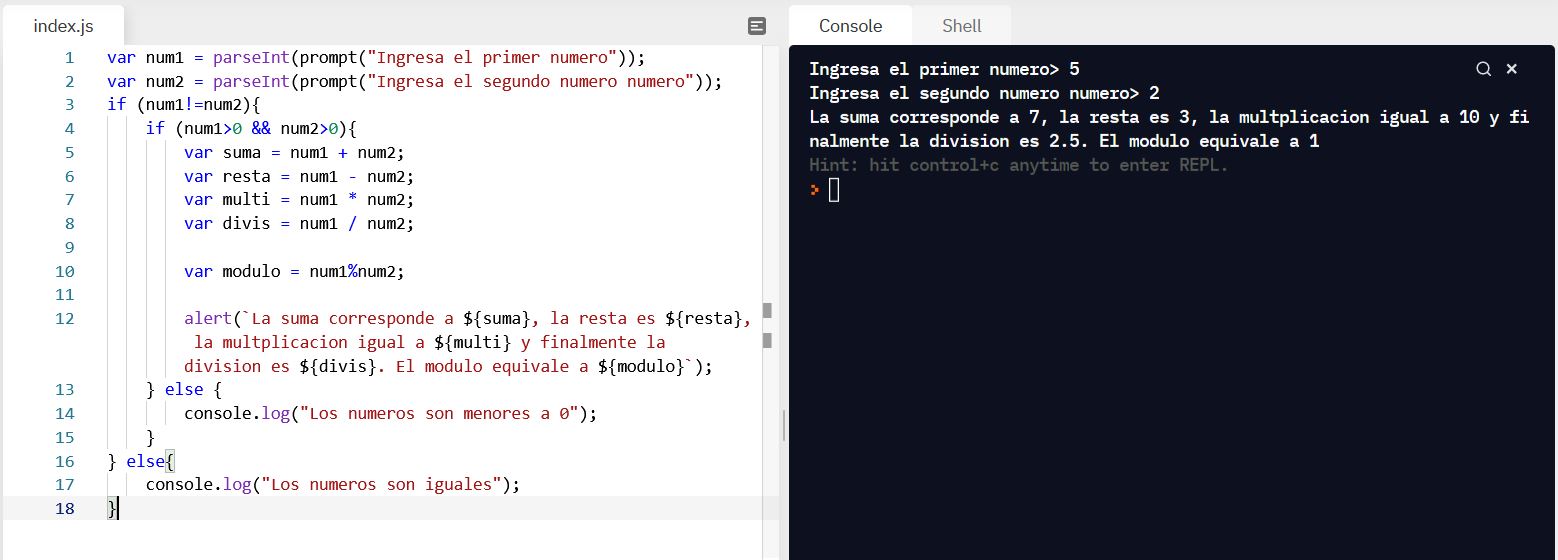 index.js
1 var num1 = parseInt(prompt("Ingresa el primer numero"));
2 var num2 = parseInt(prompt("Ingresa el segundo numero numero"));
3 if (num1!=num2){
4 if (num1>0 && num2>0){
5 var suma = num1 + num2;
6 var resta = num1 - num2;
7 var multi = num1 * num2;
8 var divis = num1 / num2;
9
10 var modulo = num1%num2;
11
12 alert(`La suma corresponde a ${suma}, la resta es ${resta},
la multplicacion igual a ${multi} y finalmente la
division es ${divis}. El modulo equivale a ${modulo}`);
13 } else {
14 console.log("Los numeros son menores a 0");
15 }
16 } else{
17 console.log("Los numeros son iguales");
18 }
Console Shell
Ingresa el primer numero> 5
Ingresa el segundo numero numero> 2
La suma corresponde a 7, la resta es 3, la multplicacion igual a 10 y fi
nalmente la division es 2.5. El modulo equivale a 1
Hint: hit control+c anytime to enter REPL.
>